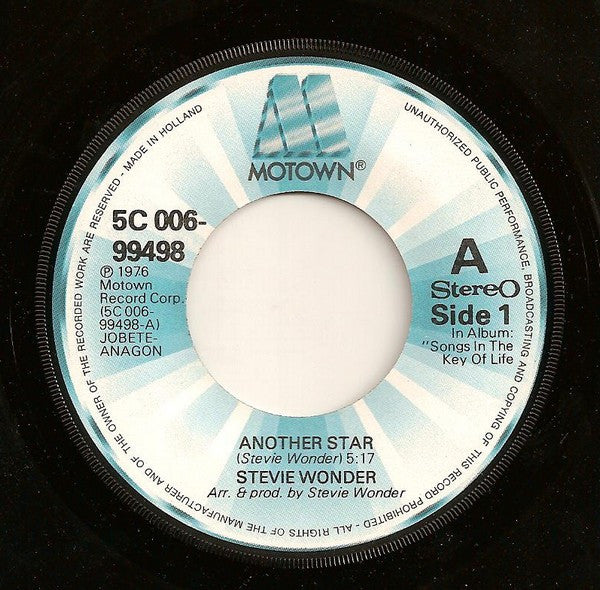 MOTOWN®
5C 006-
99498
℗ 1976
Motown
Record Corp.
(5C 006-
99498-A)
JOBETE-
ANAGON
A
Stereo
Side 1
In Album:
"Songs In The
Key Of Life
ANOTHER STAR
(Stevie Wonder) 5:17
STEVIE WONDER
Arr. & prod. by Stevie Wonder
UNAUTHORIZED PUBLIC PERFORMANCE, BROADCASTING AND COPYING OF THIS RECORD PROHIBITED - ALL RIGHTS OF THE MANUFACTURER AND OF THE OWNER OF THE RECORDED WORK ARE RESERVED - MADE IN HOLLAND